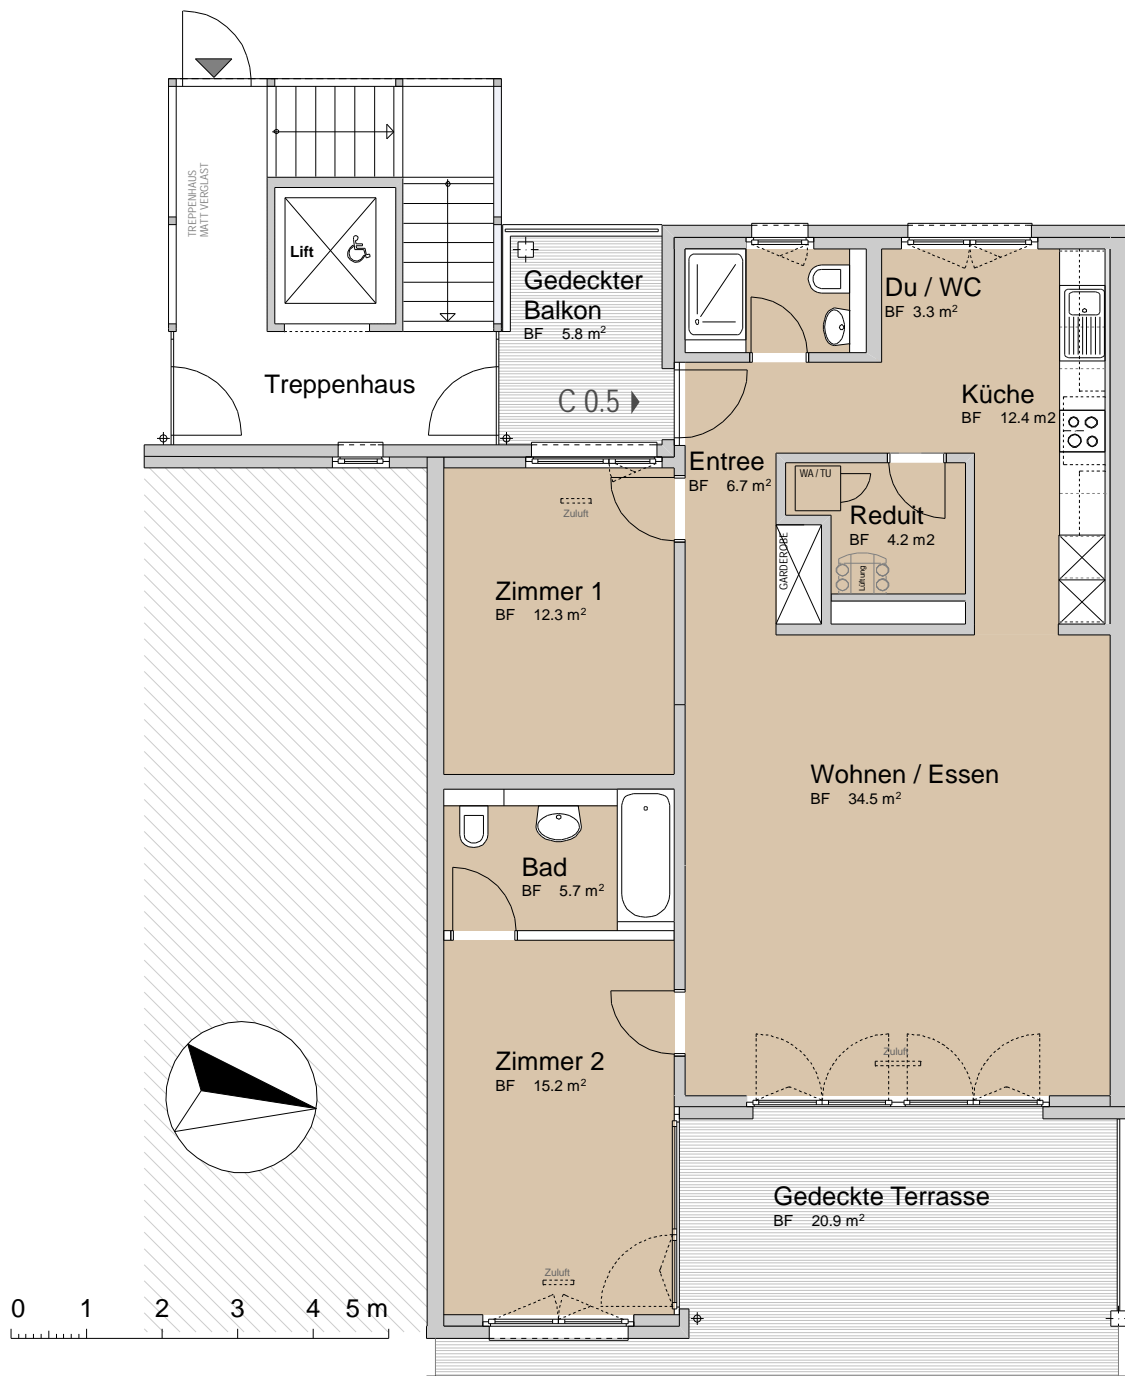 TREPPENHAUS
MATT VERGLAST
Lift
Gedeckter
Balkon
BF 5.8 m²
Du / WC
BF 3.3 m²
Treppenhaus
C 0.5
Küche
BF 12.4 m2
Entree
BF 6.7 m²
WA / TU
Reduit
BF 4.2 m2
GARDEROBE
Lüftung
Zuluft
Zimmer 1
BF 12.3 m²
Wohnen / Essen
BF 34.5 m²
Bad
BF 5.7 m²
Zuluft
Zimmer 2
BF 15.2 m²
Gedeckte Terrasse
BF 20.9 m²
Zuluft
0 1 2 3 4 5 m